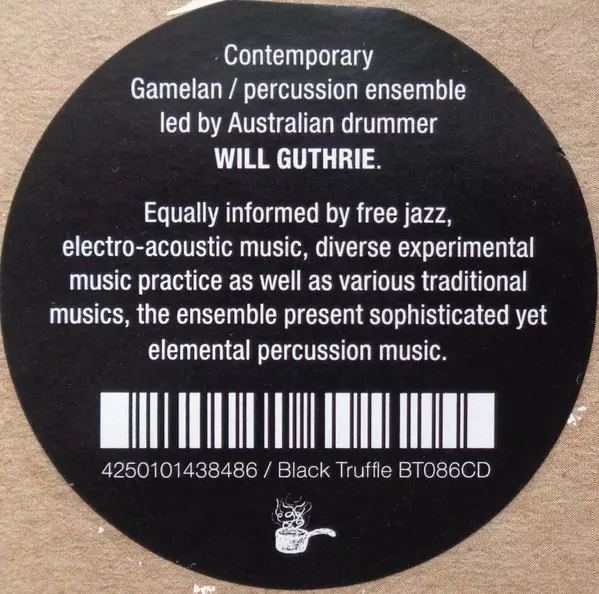 Contemporary
Gamelan / percussion ensemble
led by Australian drummer
WILL GUTHRIE.
Equally informed by free jazz,
electro-acoustic music, diverse experimental
music practice as well as various traditional
musics, the ensemble present sophisticated yet
elemental percussion music.
4250101438486 / Black Truffle BT086CD